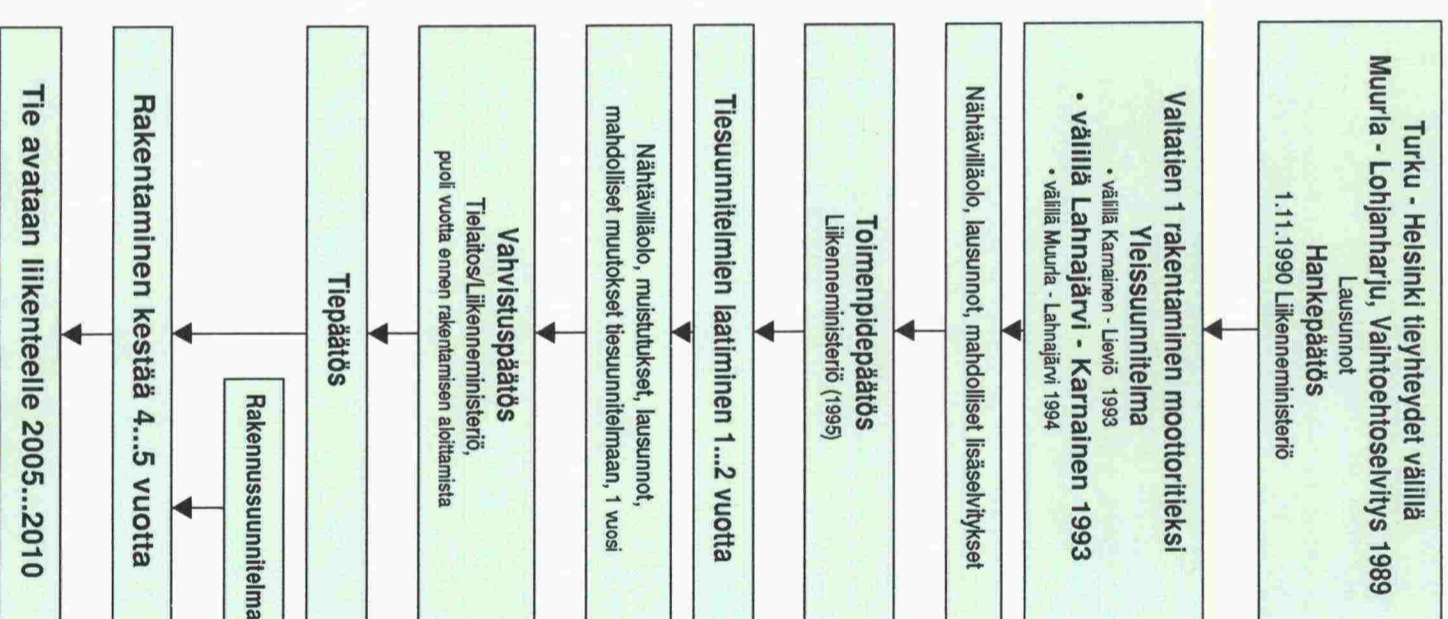 Turku - Helsinki tieyhteydet välillä
Muurla - Lohjanharju, Vaihtoehtoselvitys 1989
Lausunnot
Hankepäätös
1.11.1990 Liikenneministeriö
Valtatien 1 rakentaminen moottoritieksi
Yleissuunnitelma
• välillä Karnainen - Lieviö 1993
• välillä Lahnajärvi - Karnainen 1993
• välillä Muurla - Lahnajärvi 1994
Nähtävilläolo, lausunnot, mahdolliset lisäselvitykset
Toimenpidepäätös
Liikenneministeriö (1995)
Tiesuunnitelmien laatiminen 1...2 vuotta
Nähtävilläolo, muistutukset, lausunnot,
mahdolliset muutokset tiesuunnitelmaan, 1 vuosi
Vahvistuspäätös
Tielaitos/Liikenneministeriö,
puoli vuotta ennen rakentamisen aloittamista
Tiepäätös
Rakennussuunnitelma
Rakentaminen kestää 4...5 vuotta
Tie avataan liikenteelle 2005...2010